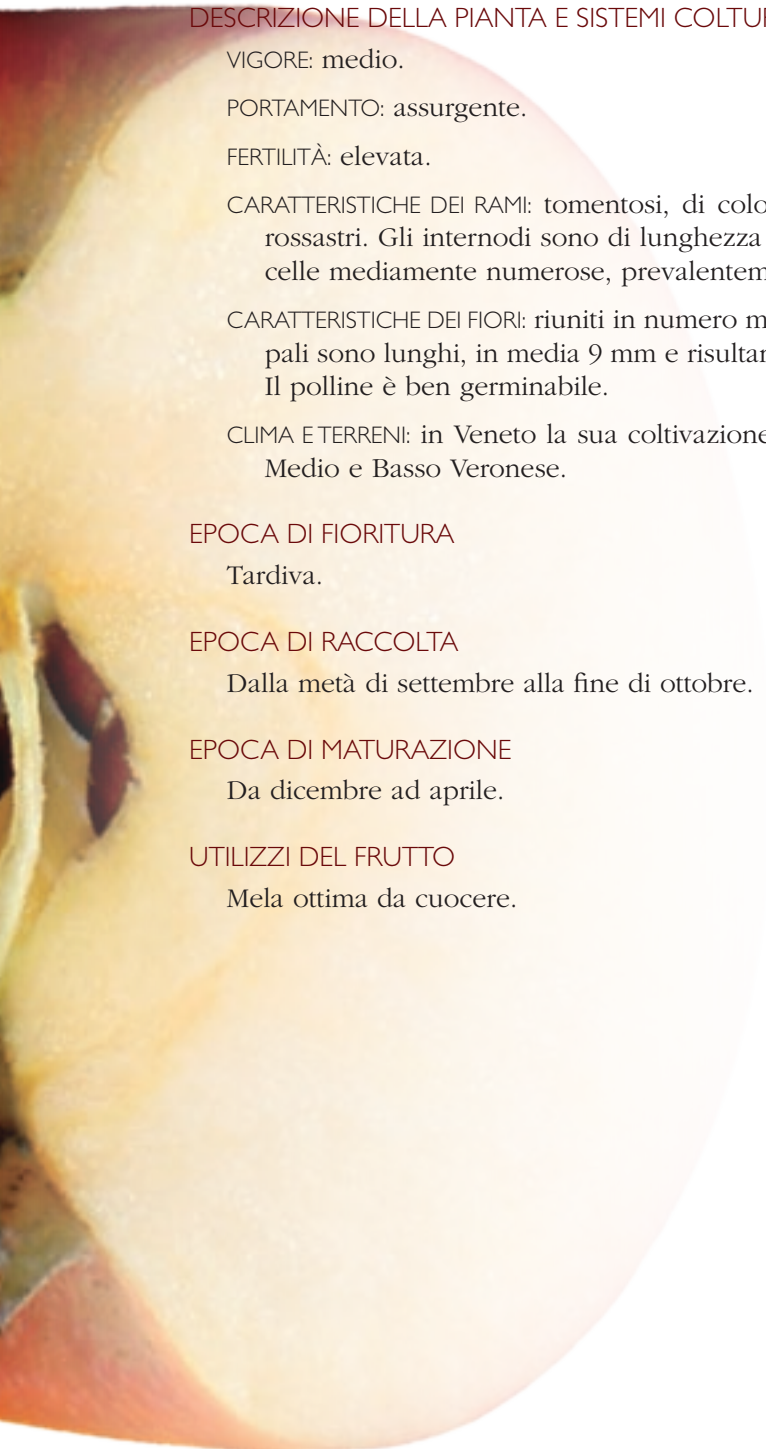 DESCRIZIONE DELLA PIANTA E SISTEMI
VIGORE: medio.
PORTAMENTO: assurgente.
FERTILITÀ: elevata.
CARATTERISTICHE DEI RAMI: tomentosi, di
rossastri. Gli internodi sono di lunghezza
celle mediamente numerose,
CARATTERISTICHE DEI FIORI: riuniti in numero
pali sono lunghi, in media 9 mm e
Il polline è ben germinabile.
CLIMA E TERRENI: in Veneto la sua coltivazione
Medio e Basso Veronese.
EPOCA DI FIORITURA
Tardiva.
EPOCA DI RACCOLTA
Dalla metà di settembre alla fine di ottobre.
EPOCA DI MATURAZIONE
Da dicembre ad aprile.
UTILIZZI DEL FRUTTO
Mela ottima da cuocere.